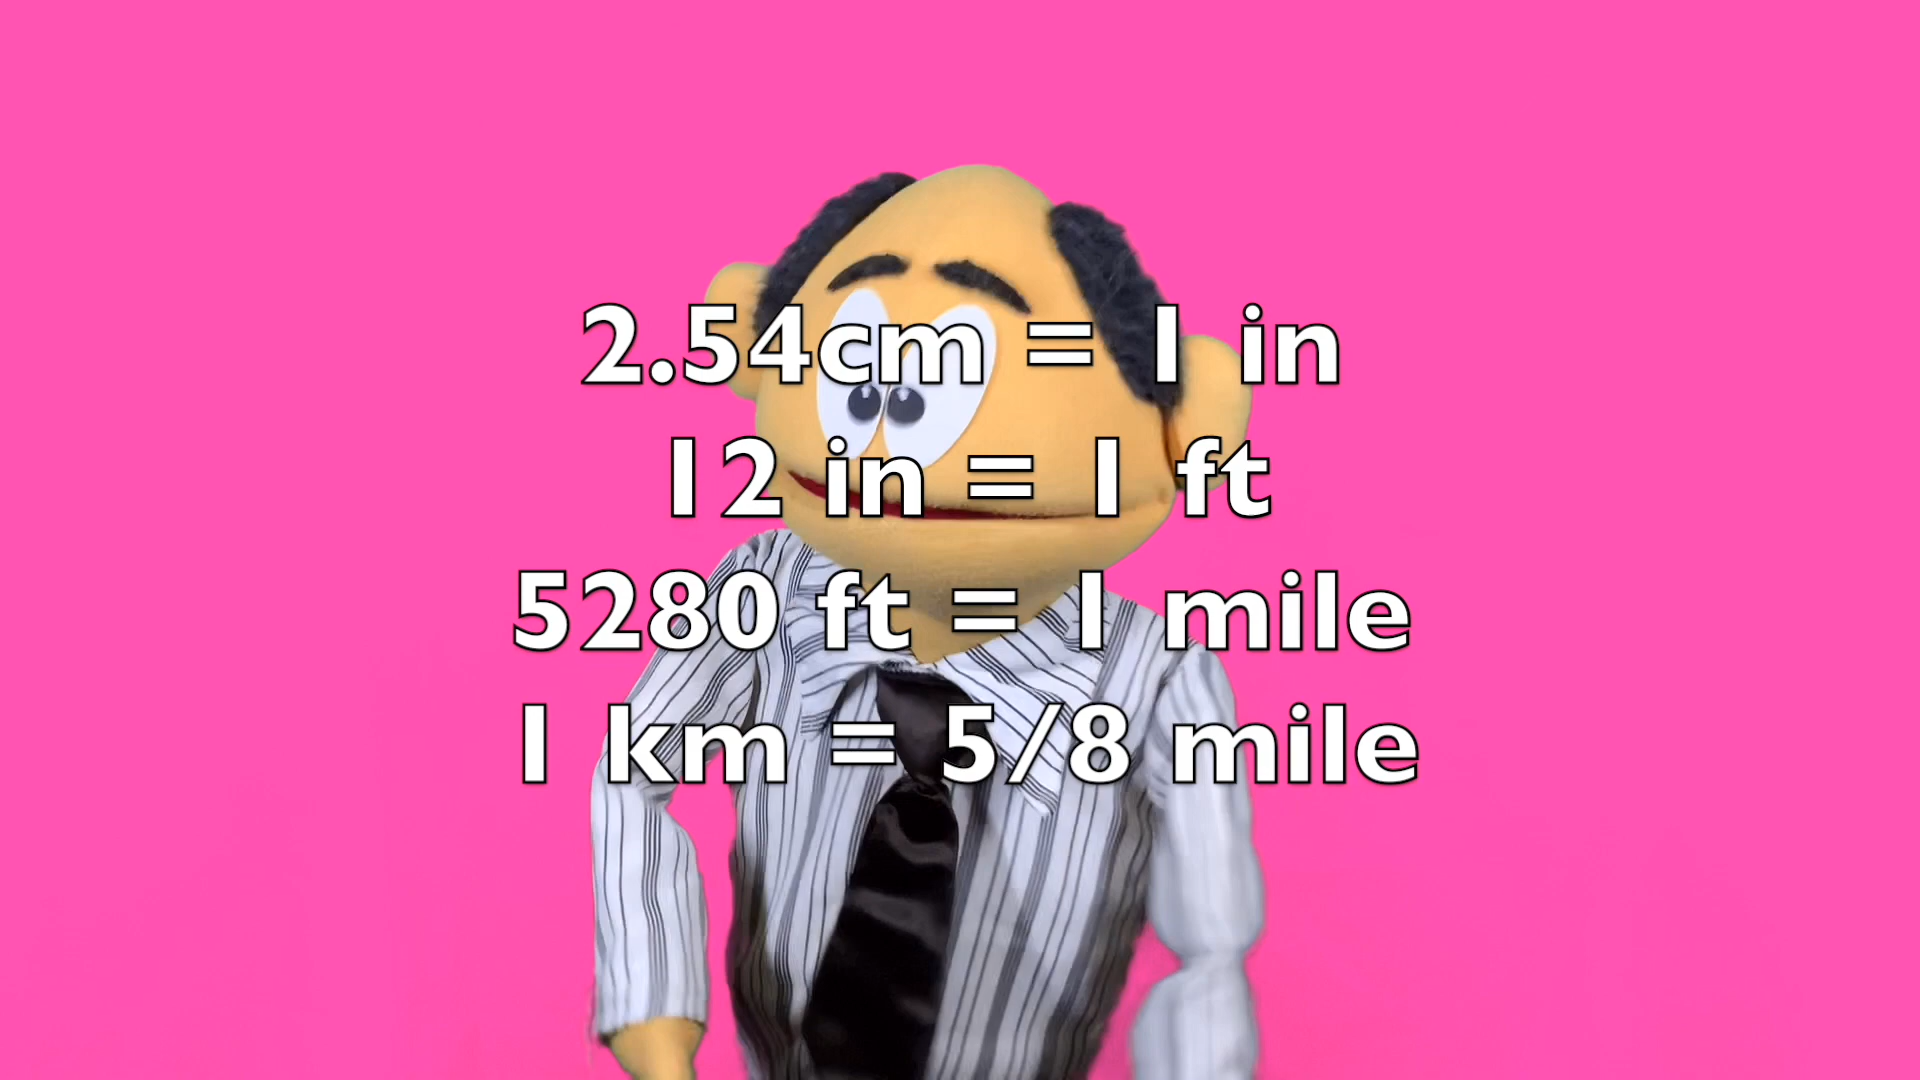 2.54cm = 1 in
12 in = 1 ft
5280 ft = 1 mile
1 km = 5/8 mile